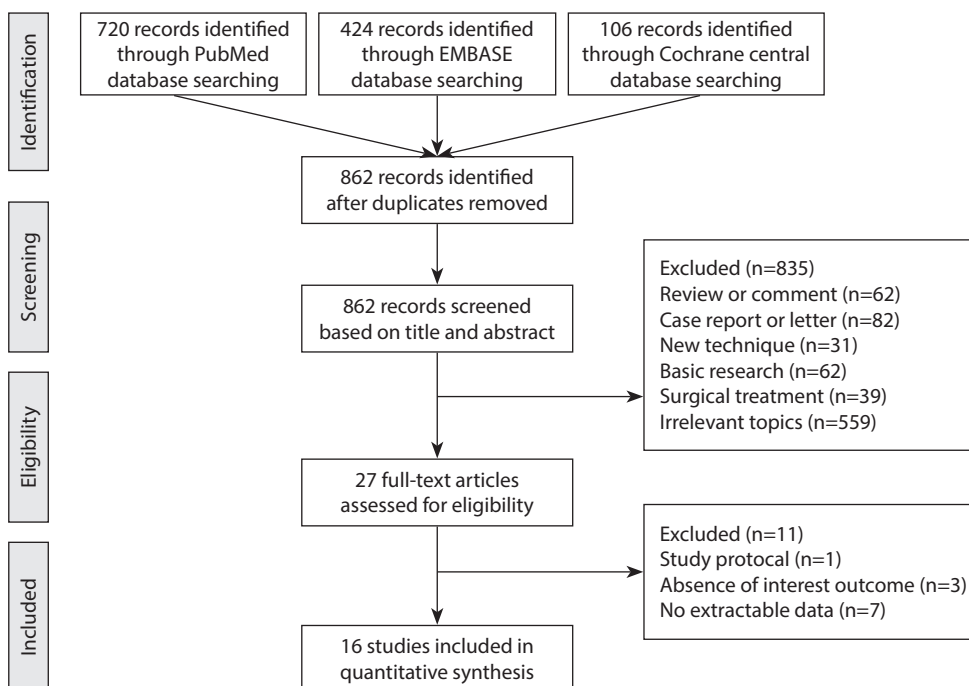 Identification
720 records identified
through PubMed
database searching
424 records identified
through EMBASE
database searching
106 records identified
through Cochrane central
database searching
862 records identified
after duplicates removed
Screening
862 records screened
based on title and abstract
Excluded (n=835)
Review or comment (n=62)
Case report or letter (n=82)
New technique (n=31)
Basic research (n=62)
Surgical treatment (n=39)
Irrelevant topics (n=559)
Eligibility
27 full-text articles
assessed for eligibility
Excluded (n=11)
Study protocal (n=1)
Absence of interest outcome (n=3)
No extractable data (n=7)
Included
16 studies included in
quantitative synthesis